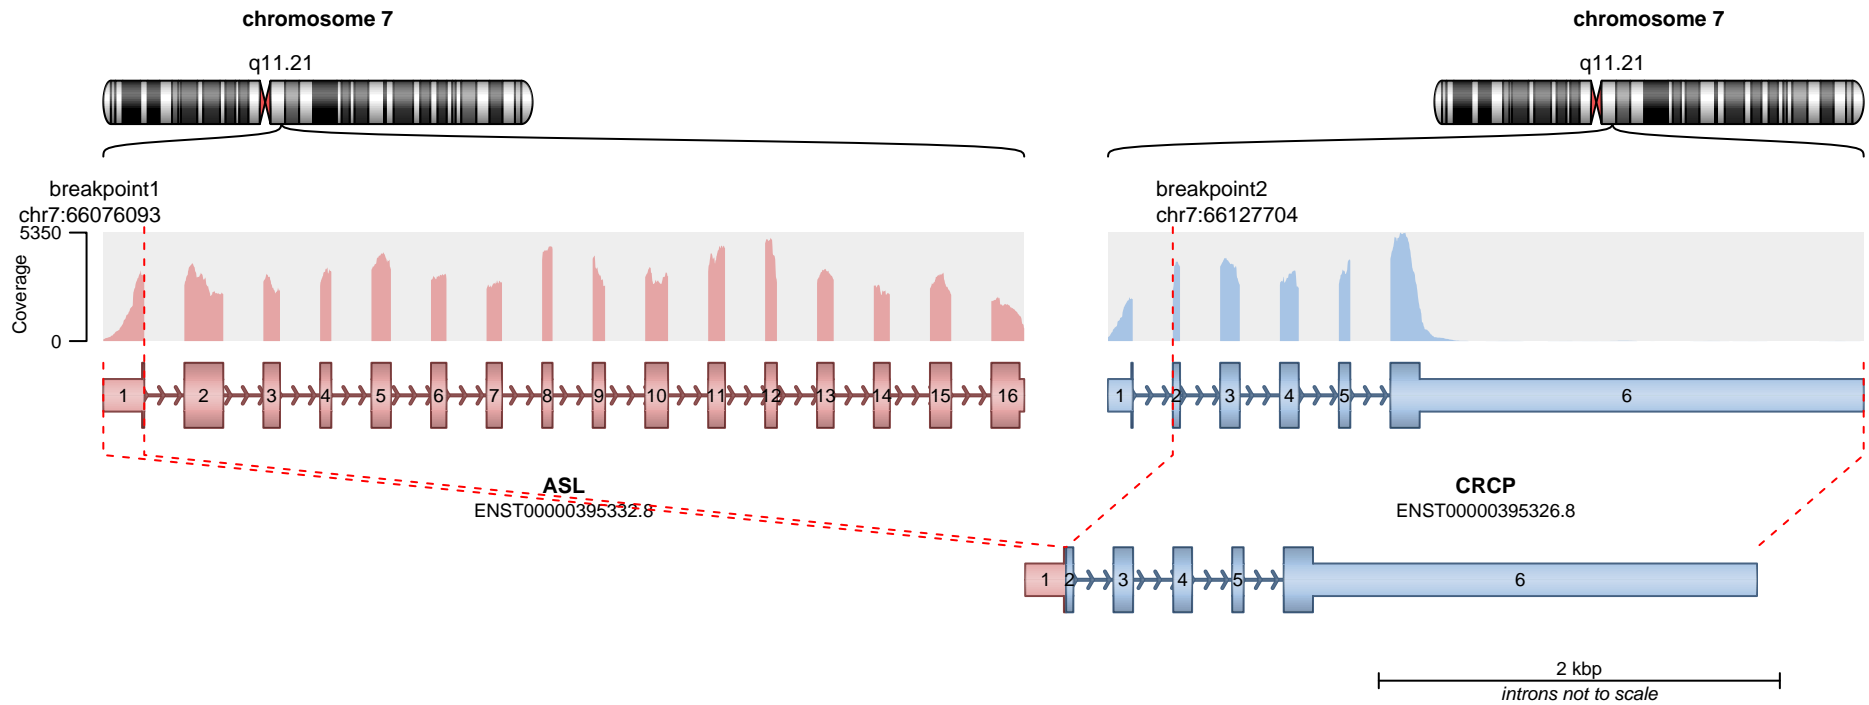 chromosome 7
chromosome 7
q11.21
q11.21
breakpoint1
chr7:66076093
breakpoint2
chr7:66127704
5350
Coverage
0
1 2 3 4 5 6 7 8 9 10 11 12 13 14 15 16
1 2 3 4 5 6
ASL
ENST00000395332.8
CRCP
ENST00000395326.8
1 2 3 4 5 6
2 kbp
introns not to scale